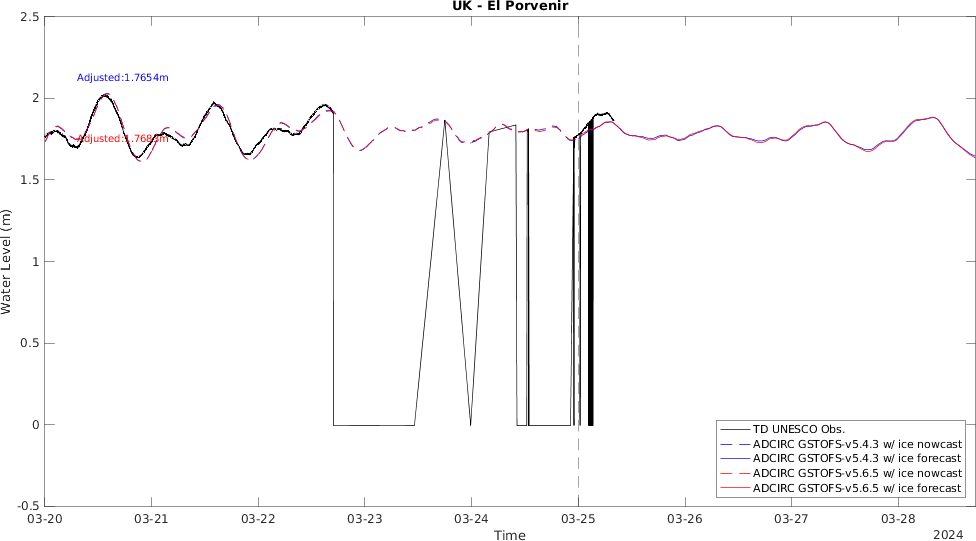 UK - El Porvenir
2.5
2
1.5
1
0.5
0
-0.5
Water Level (m)
Adjusted:1.7654m
03-20
03-21
03-22
03-23
03-24
03-25
03-26
03-27
03-28
Time
2024
TD UNESCO Obs.
ADCIRC GSTOFS-v5.4.3 w/ ice nowcast
ADCIRC GSTOFS-v5.4.3 w/ ice forecast
ADCIRC GSTOFS-v5.6.5 w/ ice nowcast
ADCIRC GSTOFS-v5.6.5 w/ ice forecast